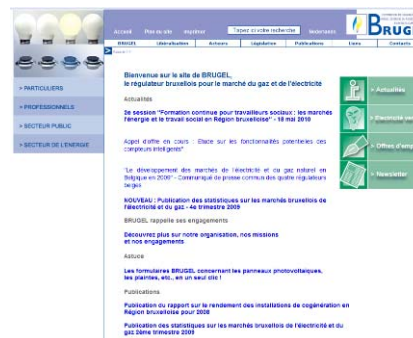 Accueil Plan du site Imprimer Tapez ici votre recherche Nederlands
BRUG
BRUGEL Libéralisation Acteurs Législation Publications Liens Contacts
> PARTICULIERS
> PROFESSIONNELS
> SECTEUR PUBLIC
> SECTEUR DE L'ENERGIE
Bienvenue sur le site de BRUGEL,
le régulateur bruxellois pour le marché du gaz et de l'électricité
Actualités
2e session "Formation continue pour travailleurs sociaux : les marchés
l'énergie et le travail social en Région bruxelloise" - 18 mai 2010
Appel d'offre en cours : Etude sur les fonctionnalités potentielles des
compteurs intelligents"
"Le développement des marchés de l'électricité et du gaz naturel en
Belgique en 2009" - Communiqué de presse commun des quatre régulateurs
belges
NOUVEAU : Publication des statistiques sur les marchés bruxellois de
l'électricité et du gaz - 4e trimestre 2009
BRUGEL rappelle ses engagements
Découvrez plus sur notre organisation, nos missions
et nos engagements
Astuce
Les formulaires BRUGEL concernant les panneaux photovoltaïques,
les plaintes, etc., en un seul clic !
Publications
Publication du rapport sur le rendement des installations de cogénération en
Région bruxelloise pour 2008
Publication des statistiques sur les marchés bruxellois de l'électricité et du
gaz 2ème trimestre 2009
> Actualités
> Electricité ver
> Offres d'emp
> Newsletter